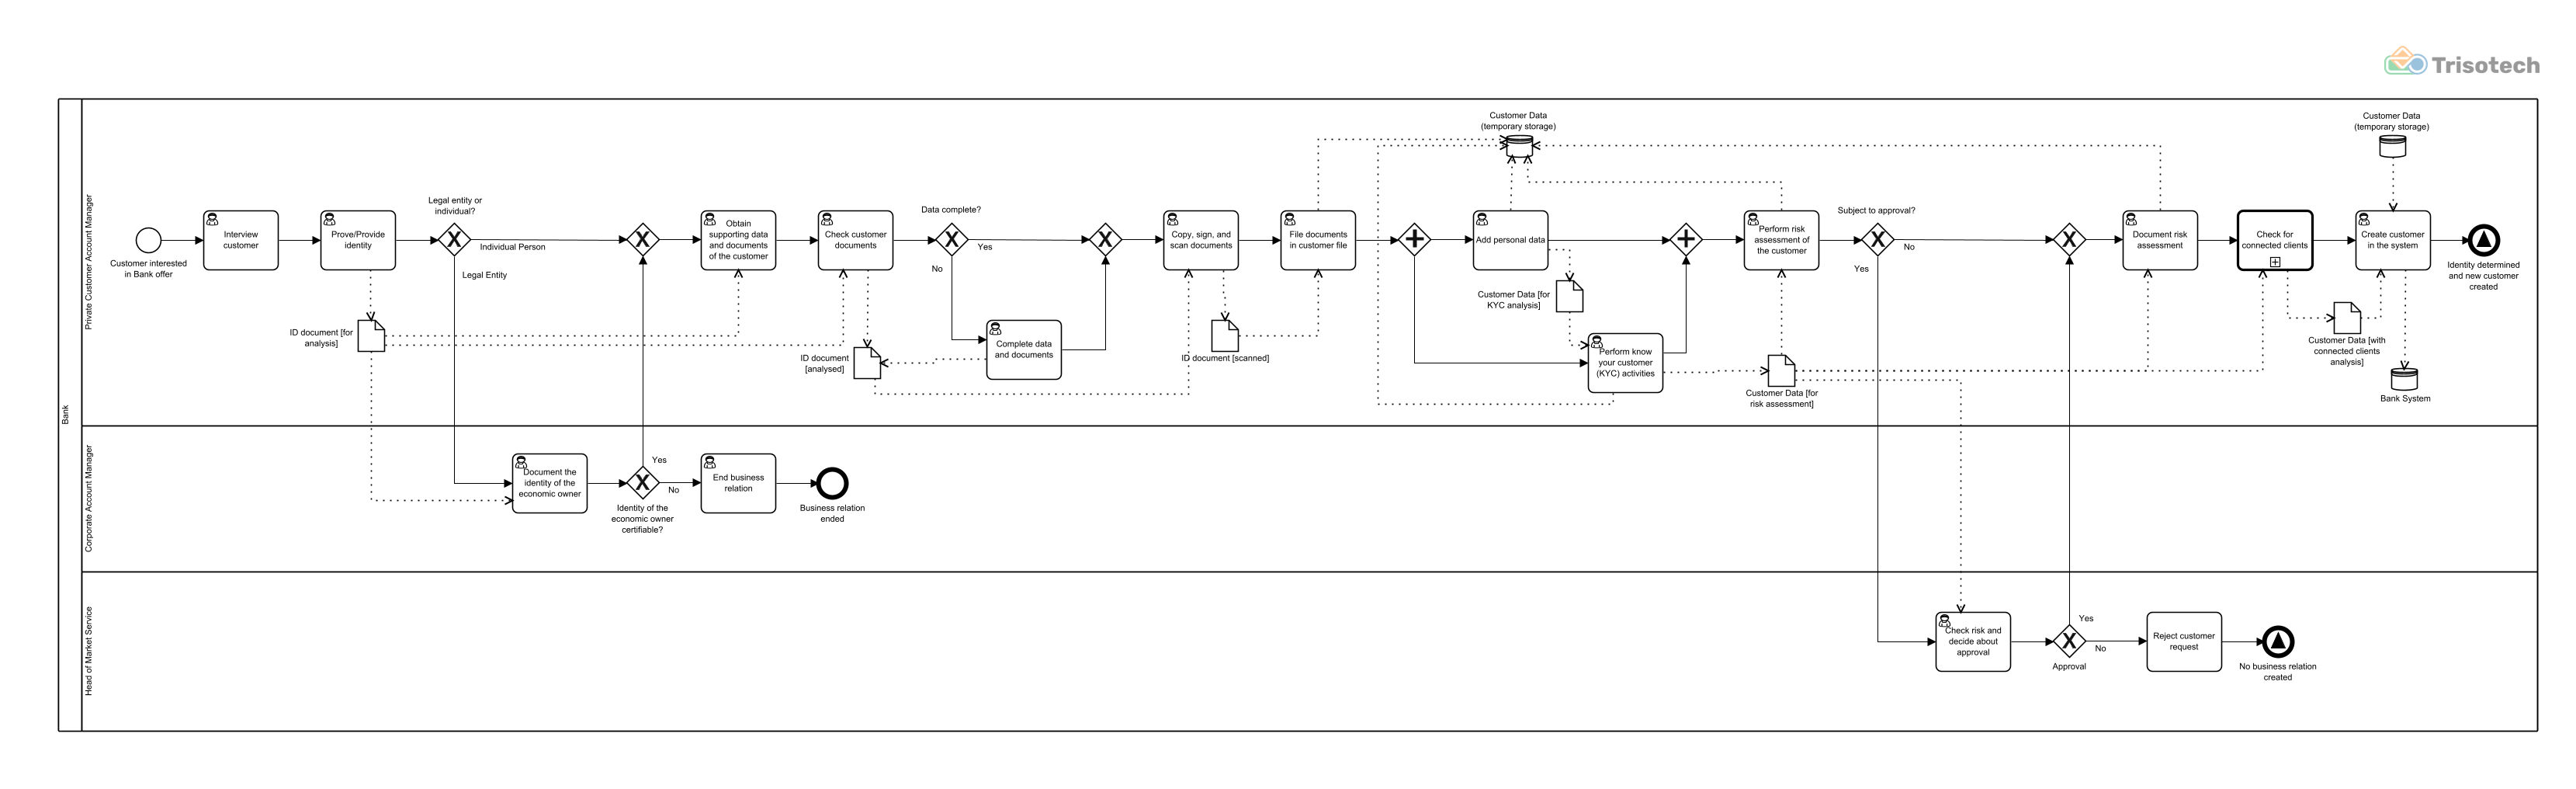 Trisotech
Bank
Private Customer Account Manager
Customer interested
in Bank offer
Interview
customer
Prove/Provide
identity
Legal entity or
individual?
Individual Person
Legal Entity
ID document [for
analysis]
Obtain
supporting data
and documents
of the customer
Check customer
documents
ID document
[analysed]
Data complete?
Yes
No
Complete data
and documents
Copy, sign, and
scan documents
ID document [scanned]
File documents
in customer file
Customer Data
(temporary storage)
Add personal data
Customer Data [for
KYC analysis]
Perform know
your customer
(KYC) activities
Perform risk
assessment of
the customer
Customer Data [for
risk assessment]
Subject to approval?
No
Yes
Document risk
assessment
Check for
connected clients
Customer Data
(temporary storage)
Create customer
in the system
Customer Data [with
connected clients
analysis]
Bank System
Identity determined
and new customer
created
Corporate Account Manager
Document the
identity of the
economic owner
Yes
No
Identity of the
economic owner
certifiable?
End business
relation
Business relation
ended
Head of Market Service
Check risk and
decide about
approval
Yes
No
Approval
Reject customer
request
No business relation
created